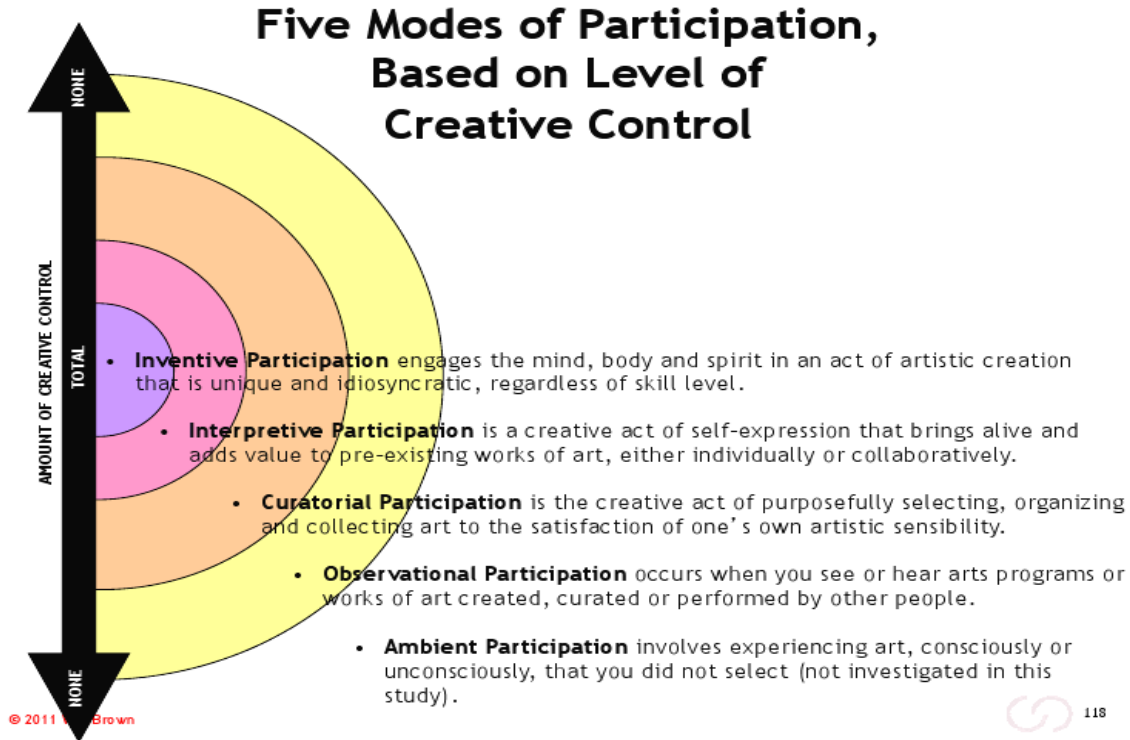 Five Modes of Participation,
Based on Level of
Creative Control
NONE
AMOUNT OF CREATIVE CONTROL
TOTAL
• Inventive Participation engages the mind, body and spirit in an act of artistic creation
that is unique and idiosyncratic, regardless of skill level.
• Interpretive Participation is a creative act of self-expression that brings alive and
adds value to pre-existing works of art, either individually or collaboratively.
• Curatorial Participation is the creative act of purposefully selecting, organizing
and collecting art to the satisfaction of one’s own artistic sensibility.
• Observational Participation occurs when you see or hear arts programs or
works of art created, curated or performed by other people.
• Ambient Participation involves experiencing art, consciously or
unconsciously, that you did not select (not investigated in this
study).
NONE
© 2011 Brown
118